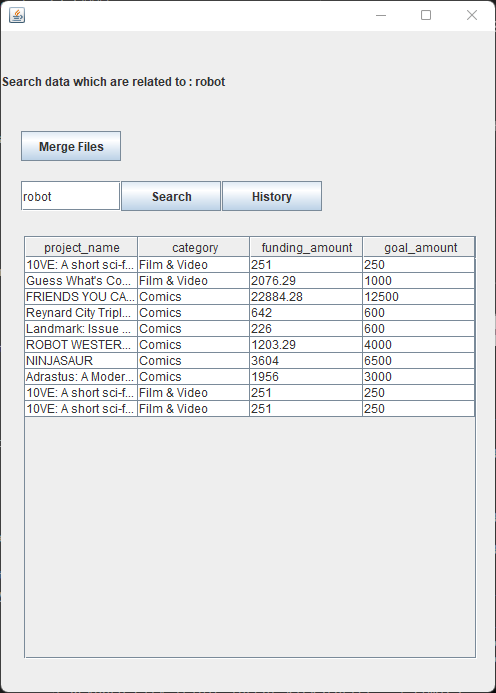 Search data which are related to : robot
Merge Files
robot Search History
project_name category funding_amount goal_amount
10VE: A short sci-f... Film & Video 251 250
Guess What's Co... Film & Video 2076.29 1000
FRIENDS YOU CA... Comics 22884.28 12500
Reynard City Tripl... Comics 642 600
Landmark: Issue ... Comics 226 600
ROBOT WESTER... Comics 1203.29 4000
NINJASAUR Comics 3604 6500
Adrastus: A Moder... Comics 1956 3000
10VE: A short sci-f... Film & Video 251 250
10VE: A short sci-f... Film & Video 251 250